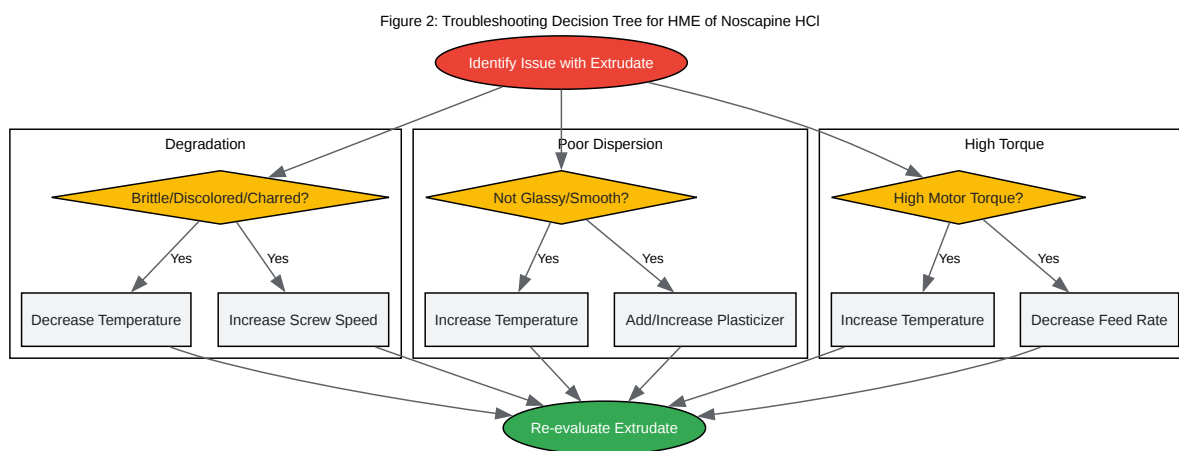 Figure 2: Troubleshooting Decision Tree for HME of Noscapine HCl
Identify Issue with Extrudate
Degradation
Poor Dispersion
High Torque
Brittle/Discolored/Charred?
Not Glassy/Smooth?
High Motor Torque?
Yes
Yes
Yes
Yes
Yes
Yes
Decrease Temperature
Increase Screw Speed
Increase Temperature
Add/Increase Plasticizer
Increase Temperature
Decrease Feed Rate
Re-evaluate Extrudate